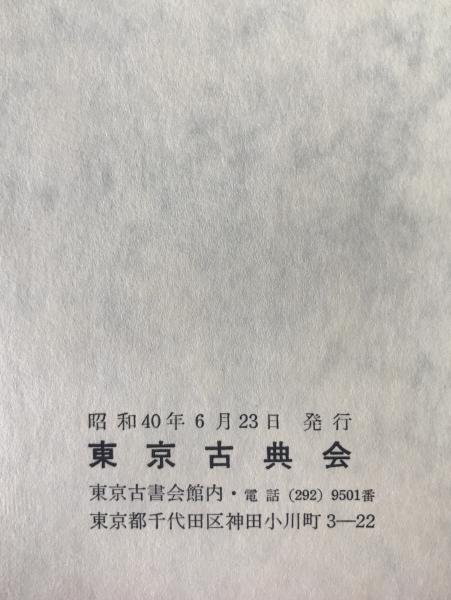 昭和40年6月23日 発行
東京古典会
東京古書会館内・電話（292）9501番
東京都千代田区神田小川町3―22